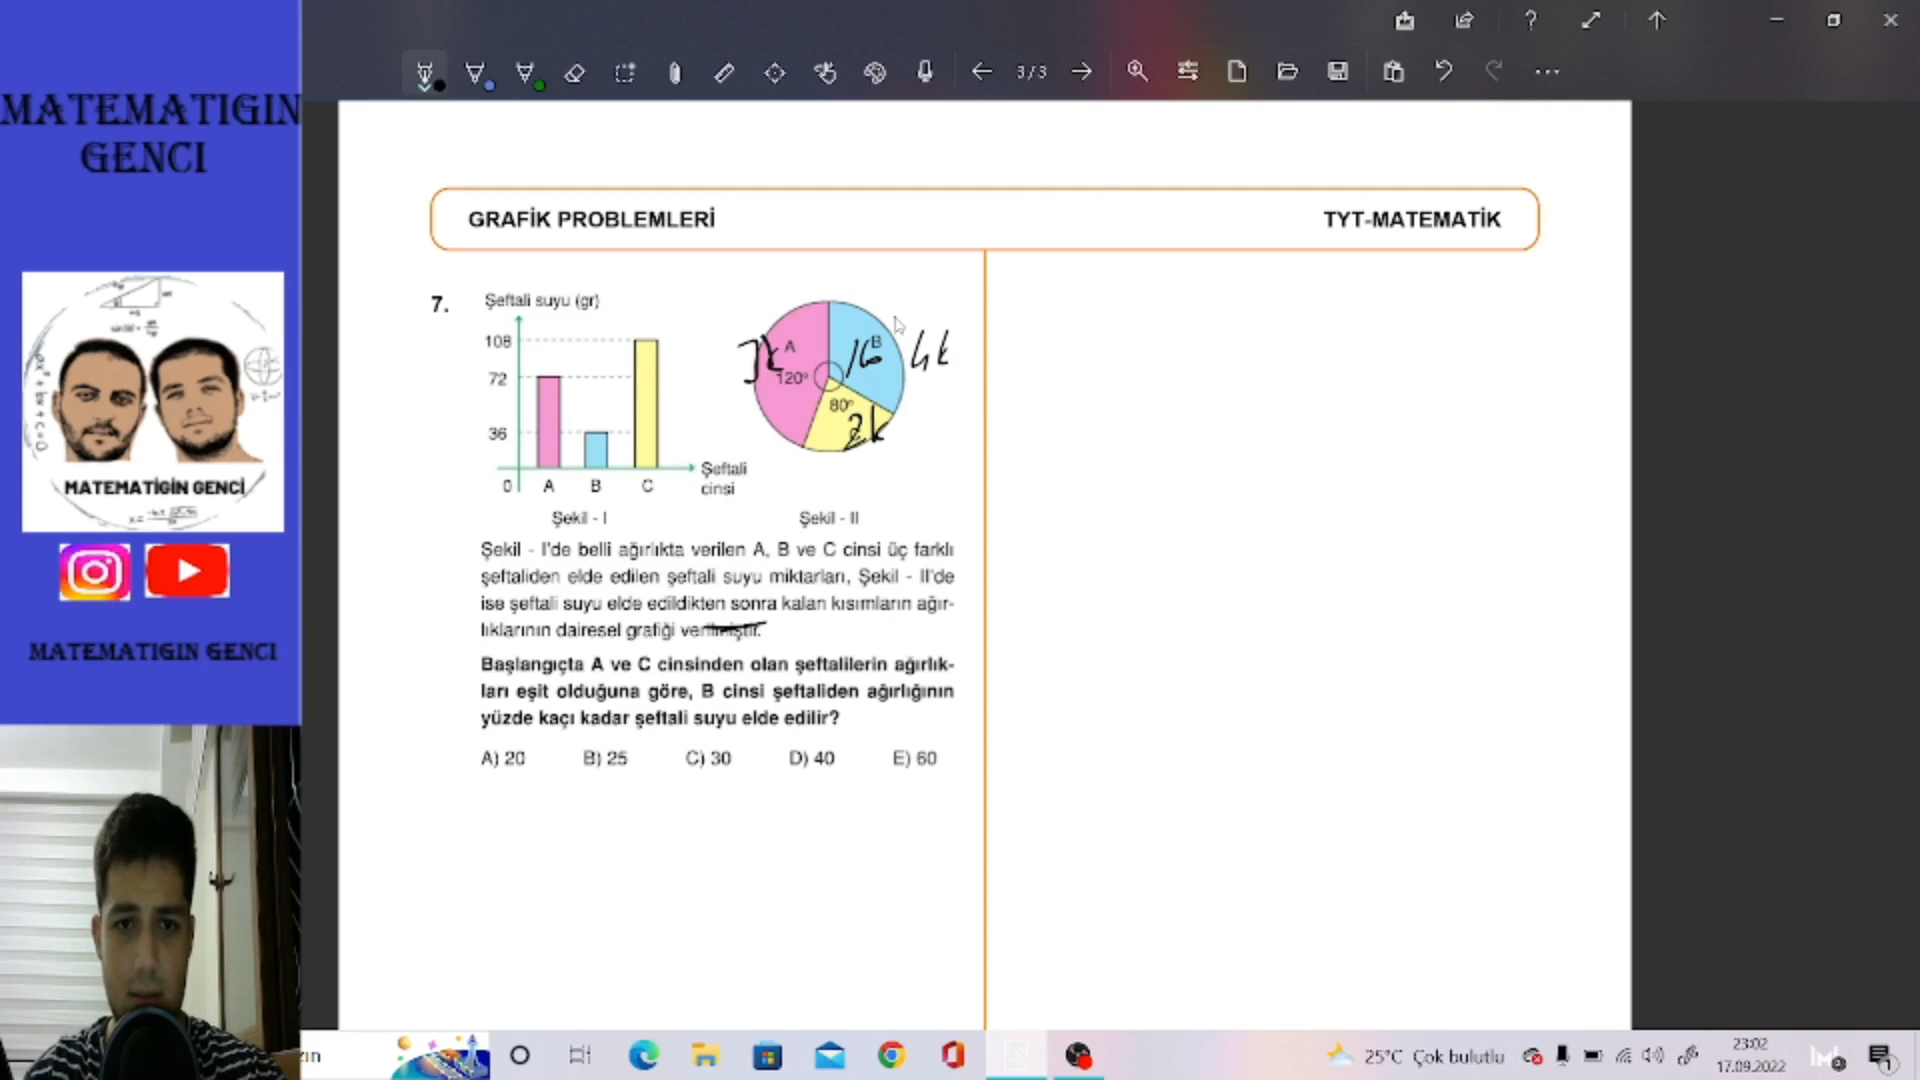 MATEMATIGIN
GENCI
MATEMATİGİN GENCİ
MATEMATIGIN GENCI
3/3
GRAFİK PROBLEMLERİ
TYT-MATEMATİK
7.
Şeftali suyu (gr)
108
72
36
0
A
B
C
Şeftali
cinsi
Şekil - I
A
120°
B
80°
16
4k
3k
2k
Şekil - II
Şekil - I'de belli ağırlıkta verilen A, B ve C cinsi üç farklı
şeftaliden elde edilen şeftali suyu miktarları, Şekil - II'de
ise şeftali suyu elde edildikten sonra kalan kısımların ağır-
lıklarının dairesel grafiği verilmiştir.
Başlangıçta A ve C cinsinden olan şeftalilerin ağırlık-
ları eşit olduğuna göre, B cinsi şeftaliden ağırlığının
yüzde kaçı kadar şeftali suyu elde edilir?
A) 20 B) 25 C) 30 D) 40 E) 60
zın
25°C Çok bulutlu
23:02
17.09.2022